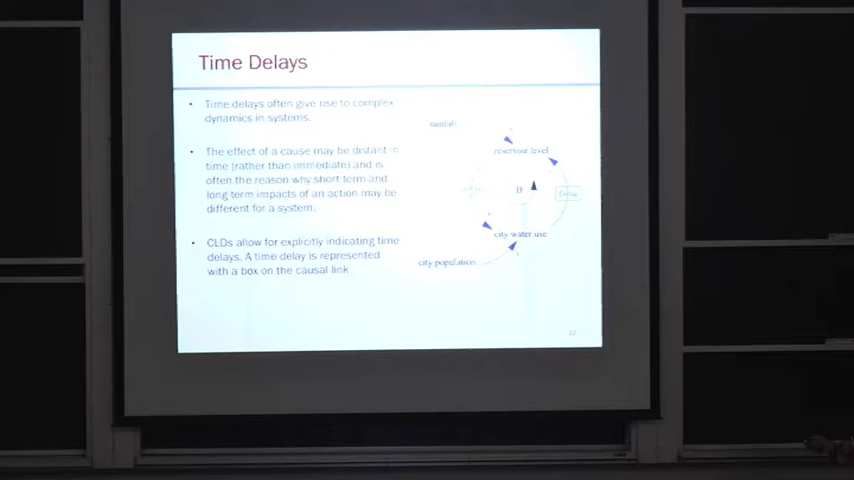 Time Delays
• Time delays often give rise to complex
dynamics in systems.
• The effect of a cause may be distant in
time (rather than immediate) and is
often the reason why short term and
long term impacts of an action may be
different for a system.
• CLDs allow for explicitly indicating time
delays. A time delay is represented
with a box on the causal link
rainfall
reservoir level
B
Delay
city water use
city population
12